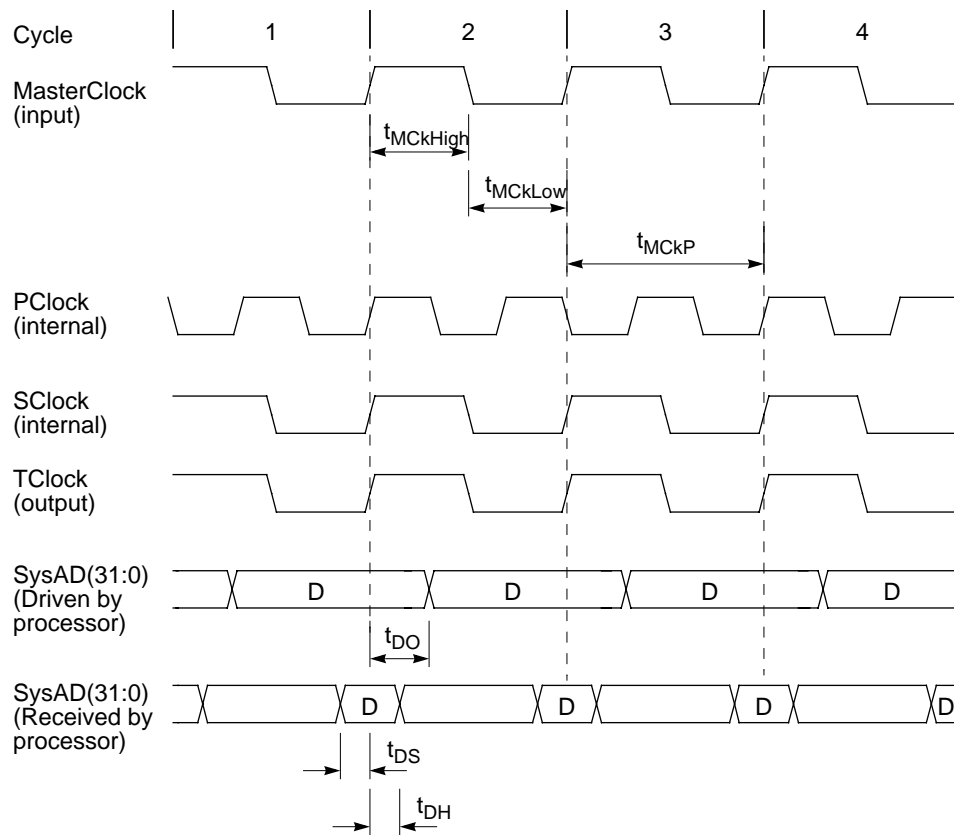 Cycle 1 2 3 4
MasterClock
(input)
tMCkHigh
tMCkLow
tMCkP
PClock
(internal)
SClock
(internal)
TClock
(output)
SysAD(31:0)
(Driven by
processor)
D D D D
tDO
SysAD(31:0)
(Received by
processor)
D D D D
tDS
tDH